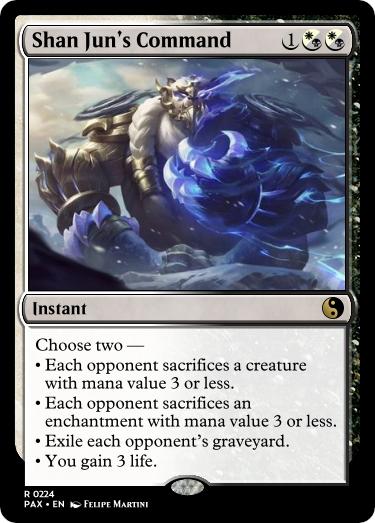 Shan Jun's Command 1
Instant
Choose two —
• Each opponent sacrifices a creature
with mana value 3 or less.
• Each opponent sacrifices an
enchantment with mana value 3 or less.
• Exile each opponent's graveyard.
• You gain 3 life.
R 0224
PAX • EN Felipe Martini